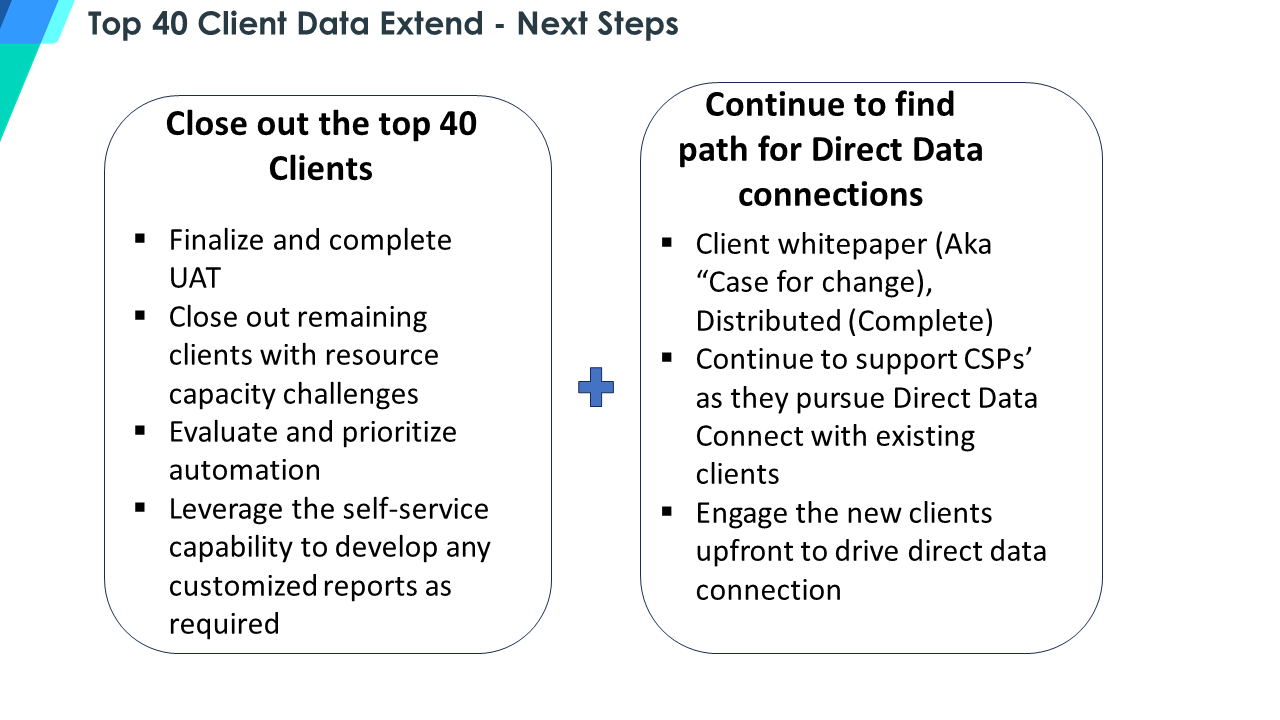 Top 40 Client Data Extend - Next Steps
Close out the top 40
Clients
▪ Finalize and complete
UAT
▪ Close out remaining
clients with resource
capacity challenges
▪ Evaluate and prioritize
automation
▪ Leverage the self-service
capability to develop any
customized reports as
required
Continue to find
path for Direct Data
connections
▪ Client whitepaper (Aka
“Case for change),
Distributed (Complete)
▪ Continue to support CSPs’
as they pursue Direct Data
Connect with existing
clients
▪ Engage the new clients
upfront to drive direct data
connection